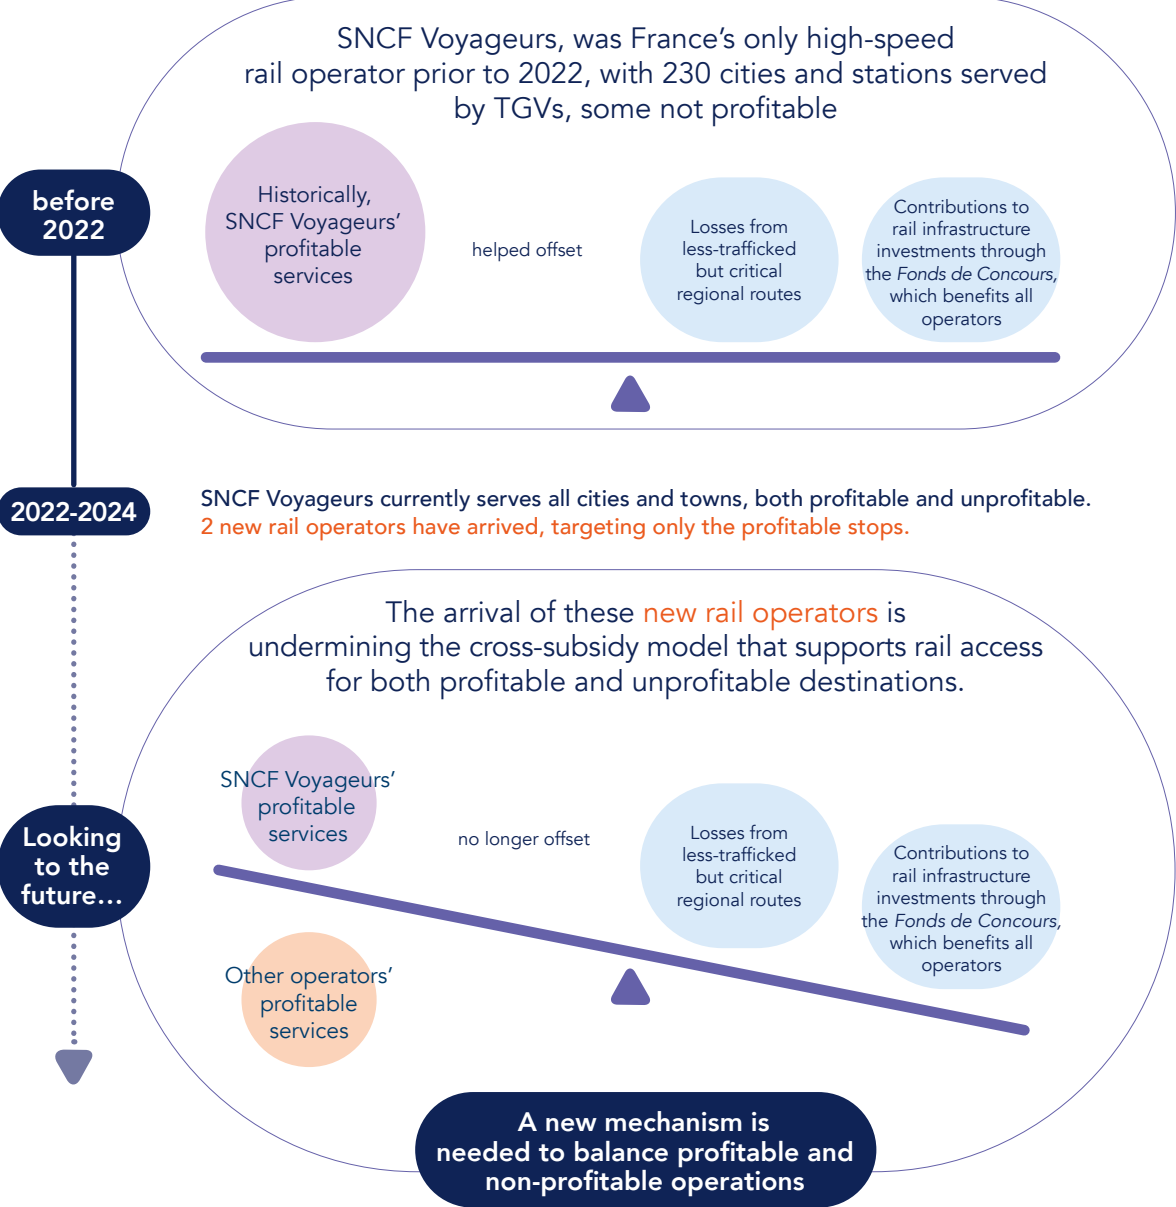 SNCF Voyageurs, was France’s only high-speed
rail operator prior to 2022, with 230 cities and stations served
by TGVs, some not profitable
before
2022
Historically,
SNCF Voyageurs’
profitable
services
helped offset
Losses from
less-trafficked
but critical
regional routes
Contributions to
rail infrastructure
investments through
the Fonds de Concours,
which benefits all
operators
2022-2024
SNCF Voyageurs currently serves all cities and towns, both profitable and unprofitable.
2 new rail operators have arrived, targeting only the profitable stops.
The arrival of these new rail operators is
undermining the cross-subsidy model that supports rail access
for both profitable and unprofitable destinations.
Looking
to the
future…
SNCF Voyageurs’
profitable
services
no longer offset
Losses from
less-trafficked
but critical
regional routes
Contributions to
rail infrastructure
investments through
the Fonds de Concours,
which benefits all
operators
Other operators’
profitable
services
A new mechanism is
needed to balance profitable and
non-profitable operations